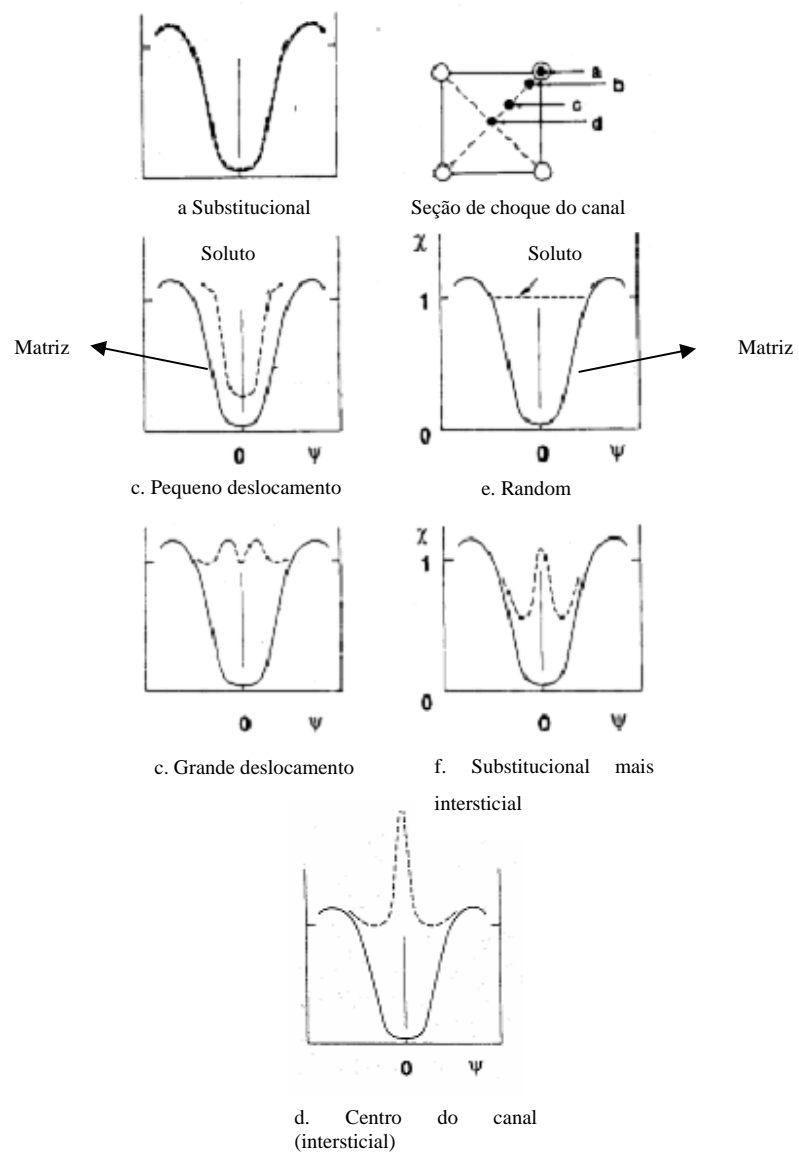 a
b
c
d
a Substitucional
Seção de choque do canal
Soluto
χ
Soluto
1
Matriz
Matriz
0
0 ψ
0 ψ
c. Pequeno deslocamento
e. Random
χ
1
0
0 ψ
0 ψ
c. Grande deslocamento
f. Substitucional mais
intersticial
0 ψ
d. Centro do canal
(intersticial)